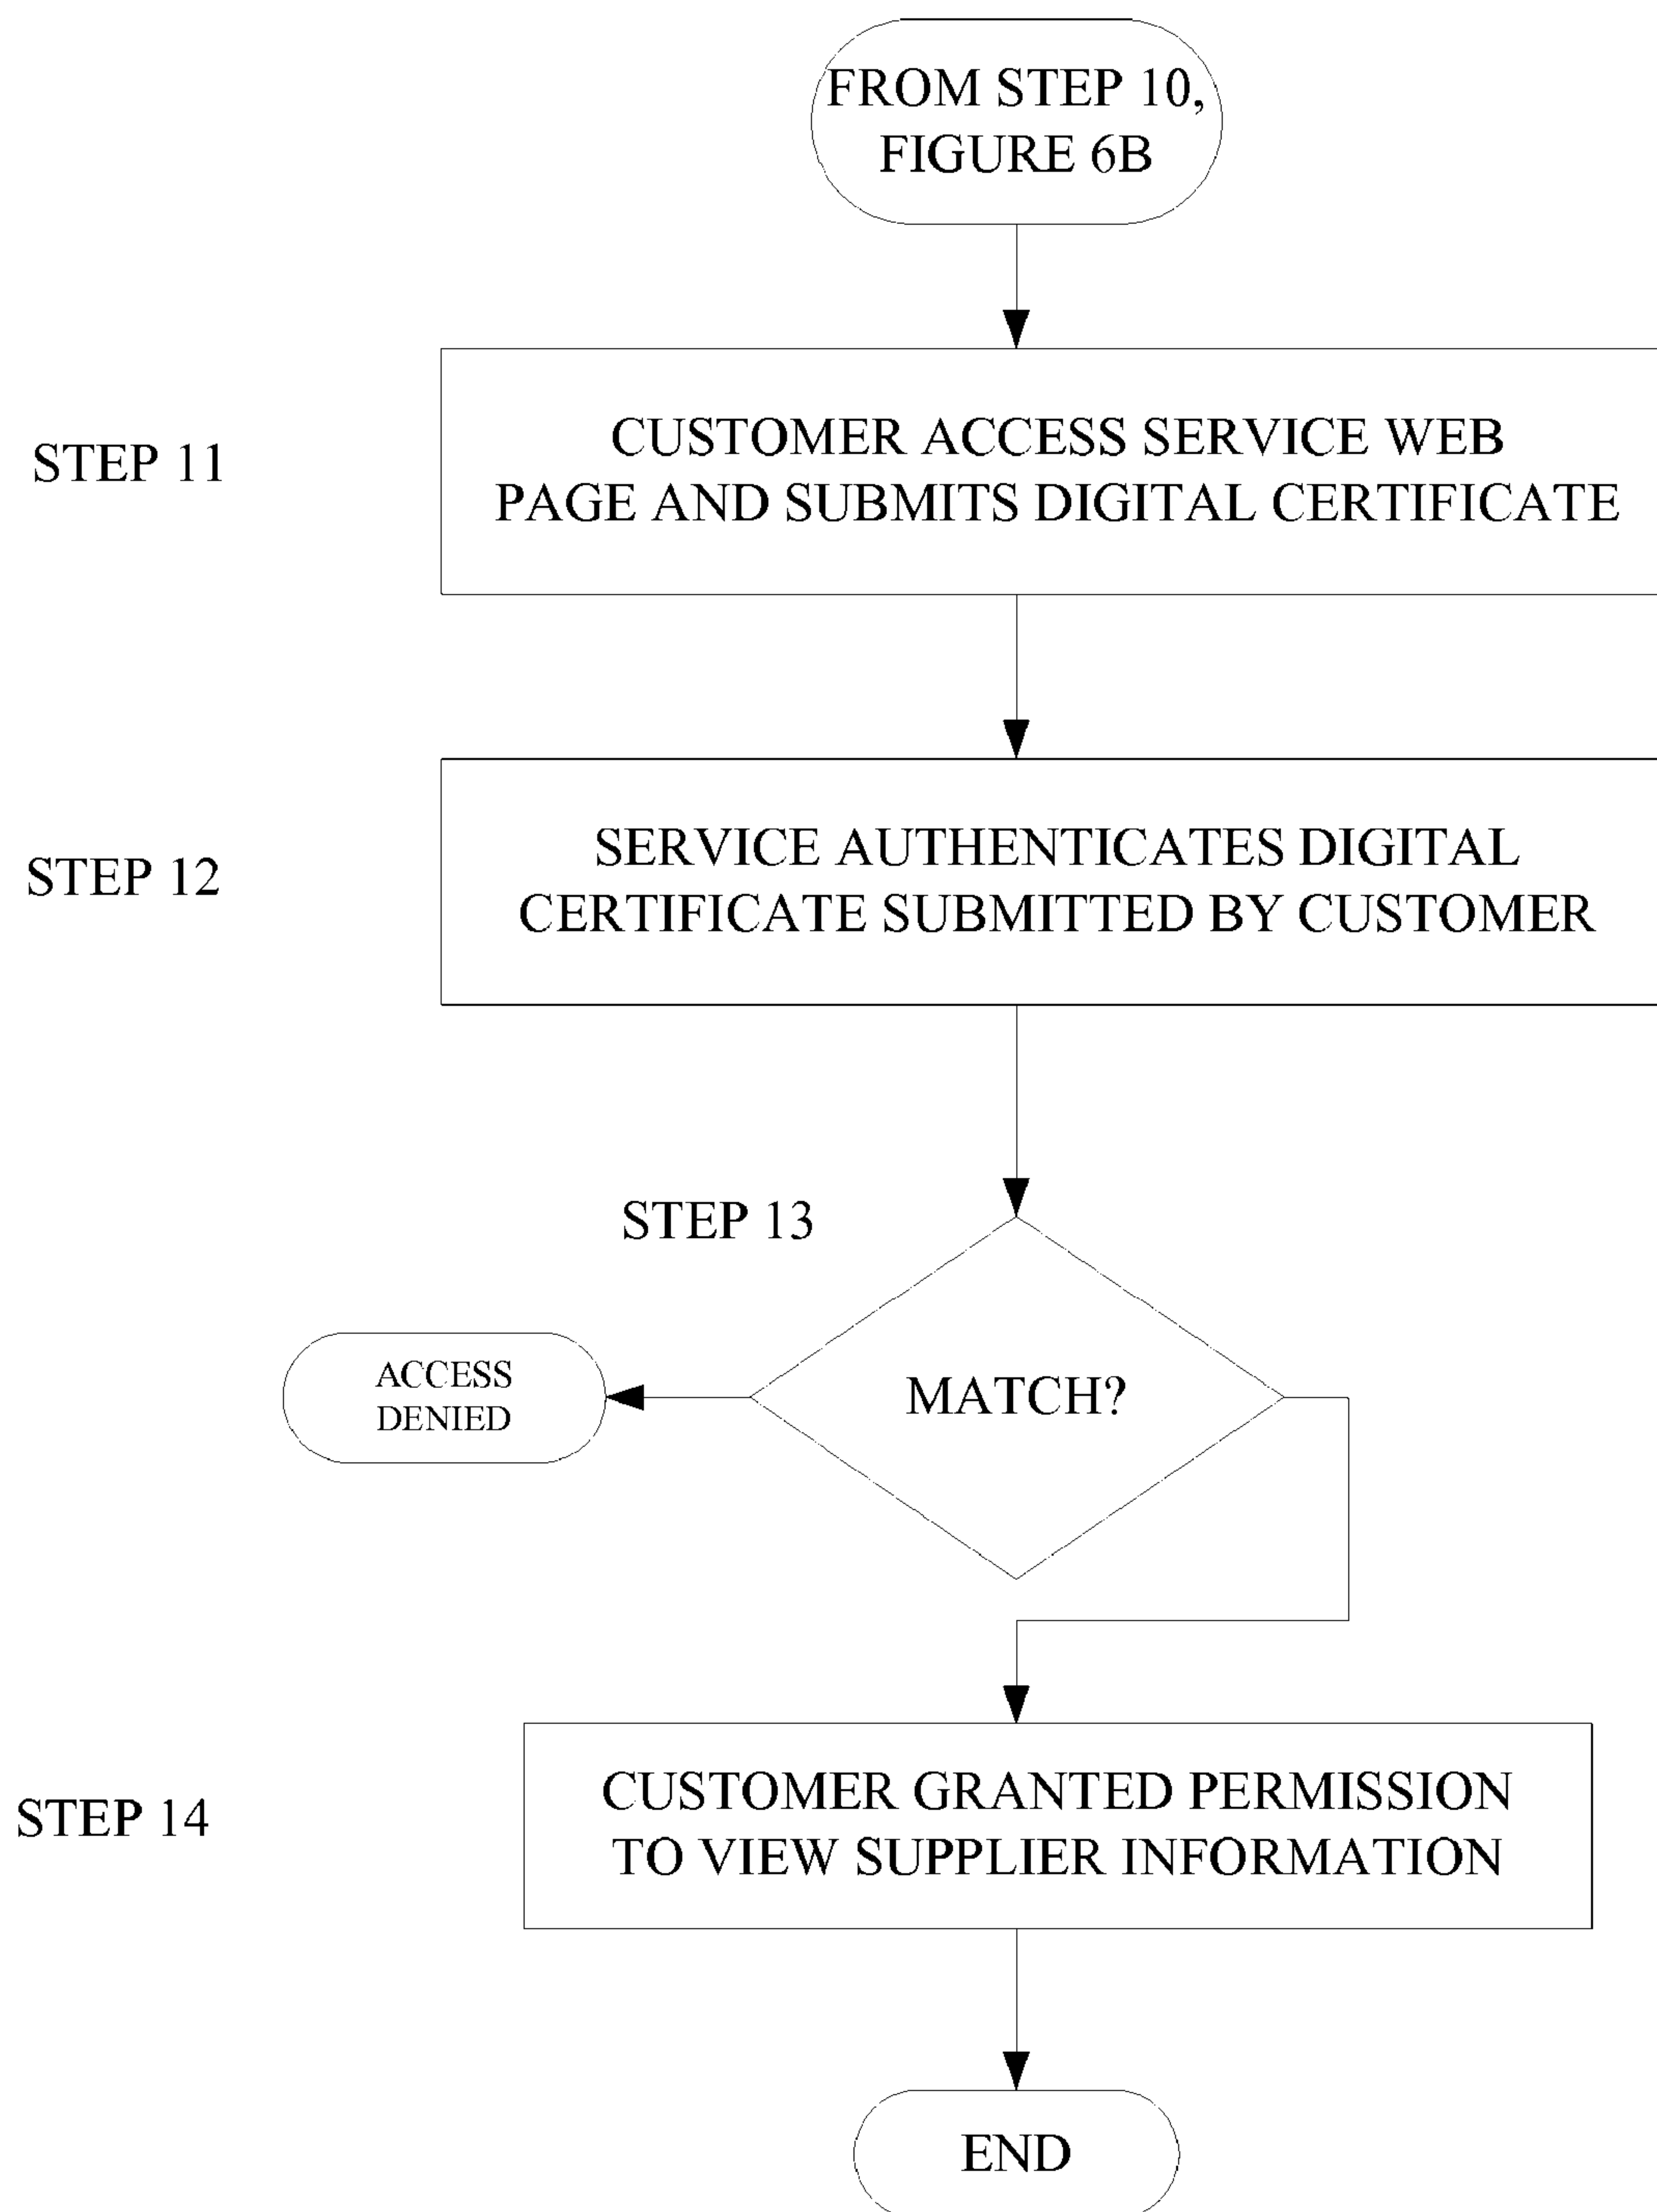 FROM STEP 10,
FIGURE 6B
STEP 11
CUSTOMER ACCESS SERVICE WEB
PAGE AND SUBMITS DIGITAL CERTIFICATE
STEP 12
SERVICE AUTHENTICATES DIGITAL
CERTIFICATE SUBMITTED BY CUSTOMER
STEP 13
ACCESS
DENIED
MATCH?
STEP 14
CUSTOMER GRANTED PERMISSION
TO VIEW SUPPLIER INFORMATION
END